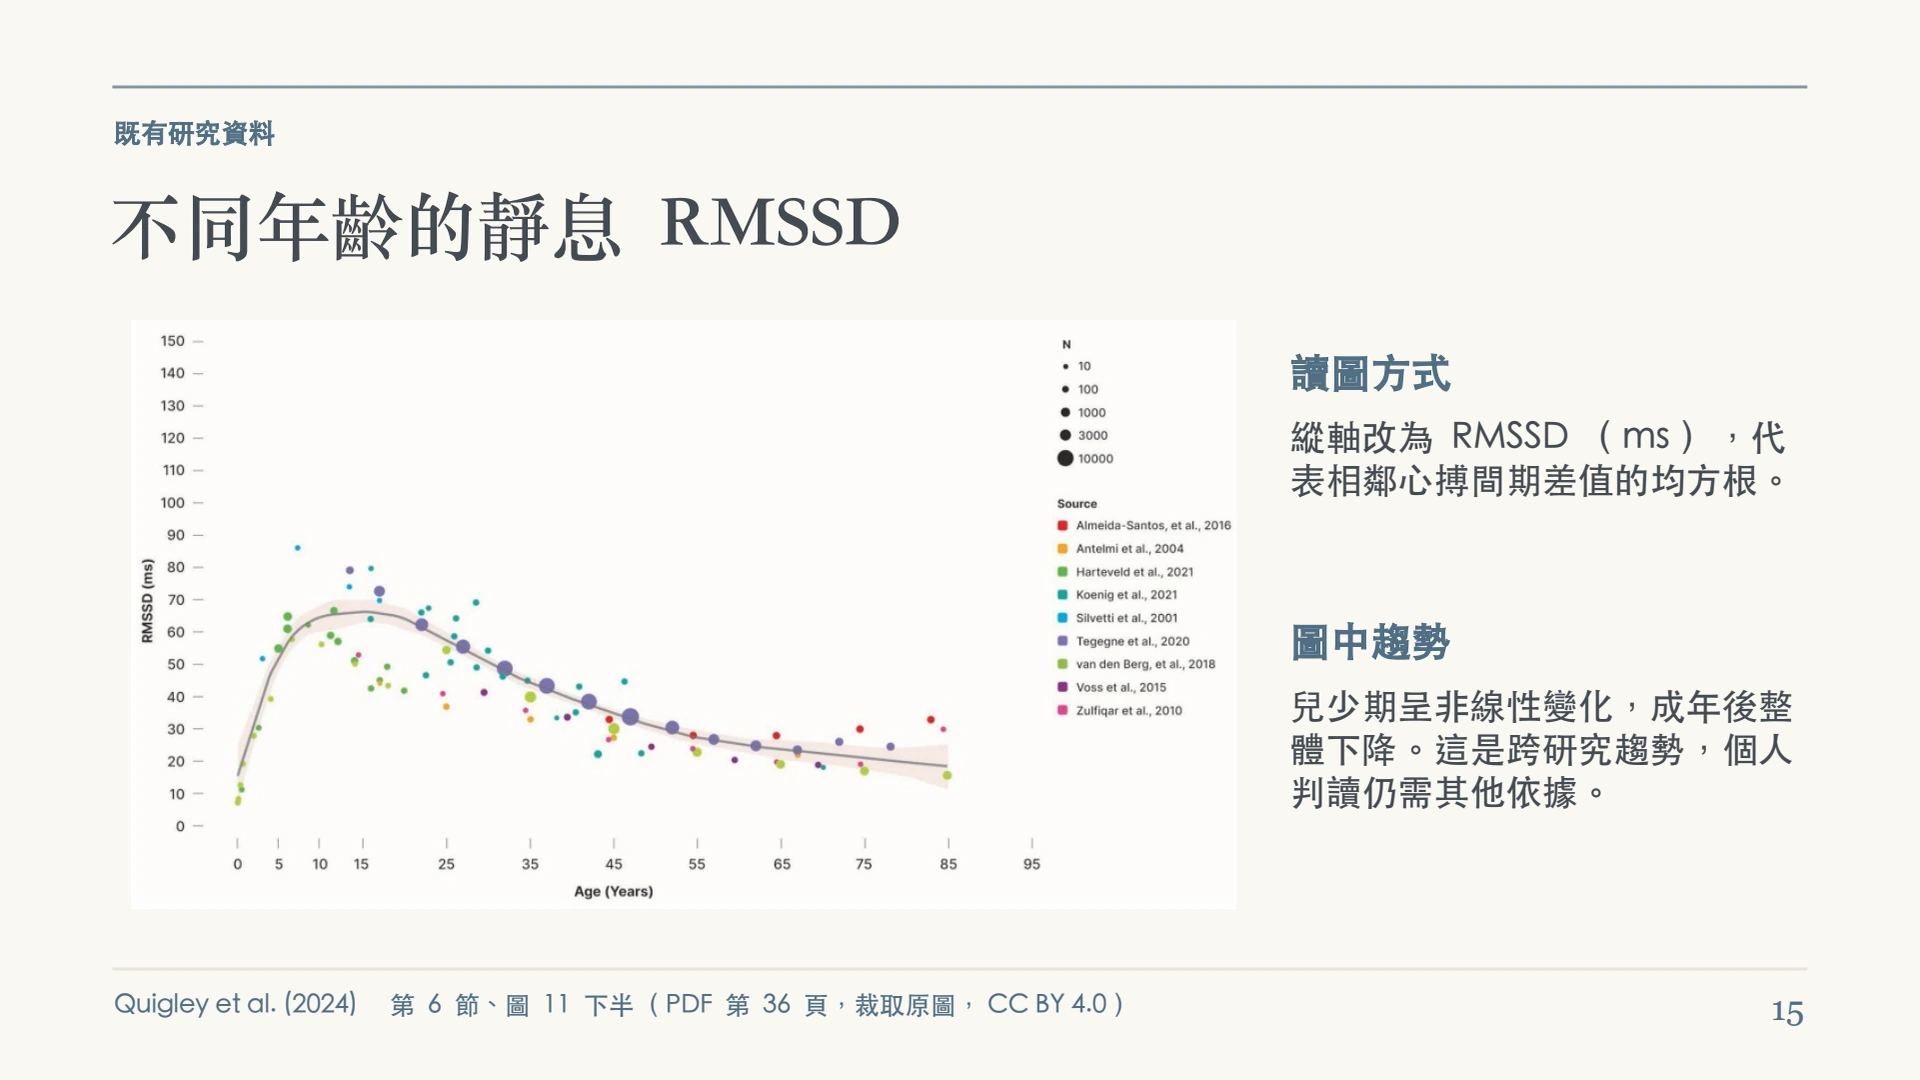 既有研究資料
不同年齡的靜息 RMSSD
150
140
130
120
110
100
90
80
70
60
50
40
30
20
10
0
RMSSD (ms)
0 5 10 15 25 35 45 55 65 75 85 95
Age (Years)
N
10
100
1000
3000
10000
Source
Almeida-Santos, et al., 2016
Antelmi et al., 2004
Harteveld et al., 2021
Koenig et al., 2021
Silvetti et al., 2001
Tegegne et al., 2020
van den Berg, et al., 2018
Voss et al., 2015
Zulfiqar et al., 2010
讀圖方式
縱軸改為 RMSSD (ms),代
表相鄰心搏間期差值的均方根。
圖中趨勢
兒少期呈非線性變化,成年後整
體下降。這是跨研究趨勢,個人
判讀仍需其他依據。
Quigley et al. (2024) 第 6 節、圖 11 下半(PDF 第 36 頁,裁取原圖,CC BY 4.0)
15